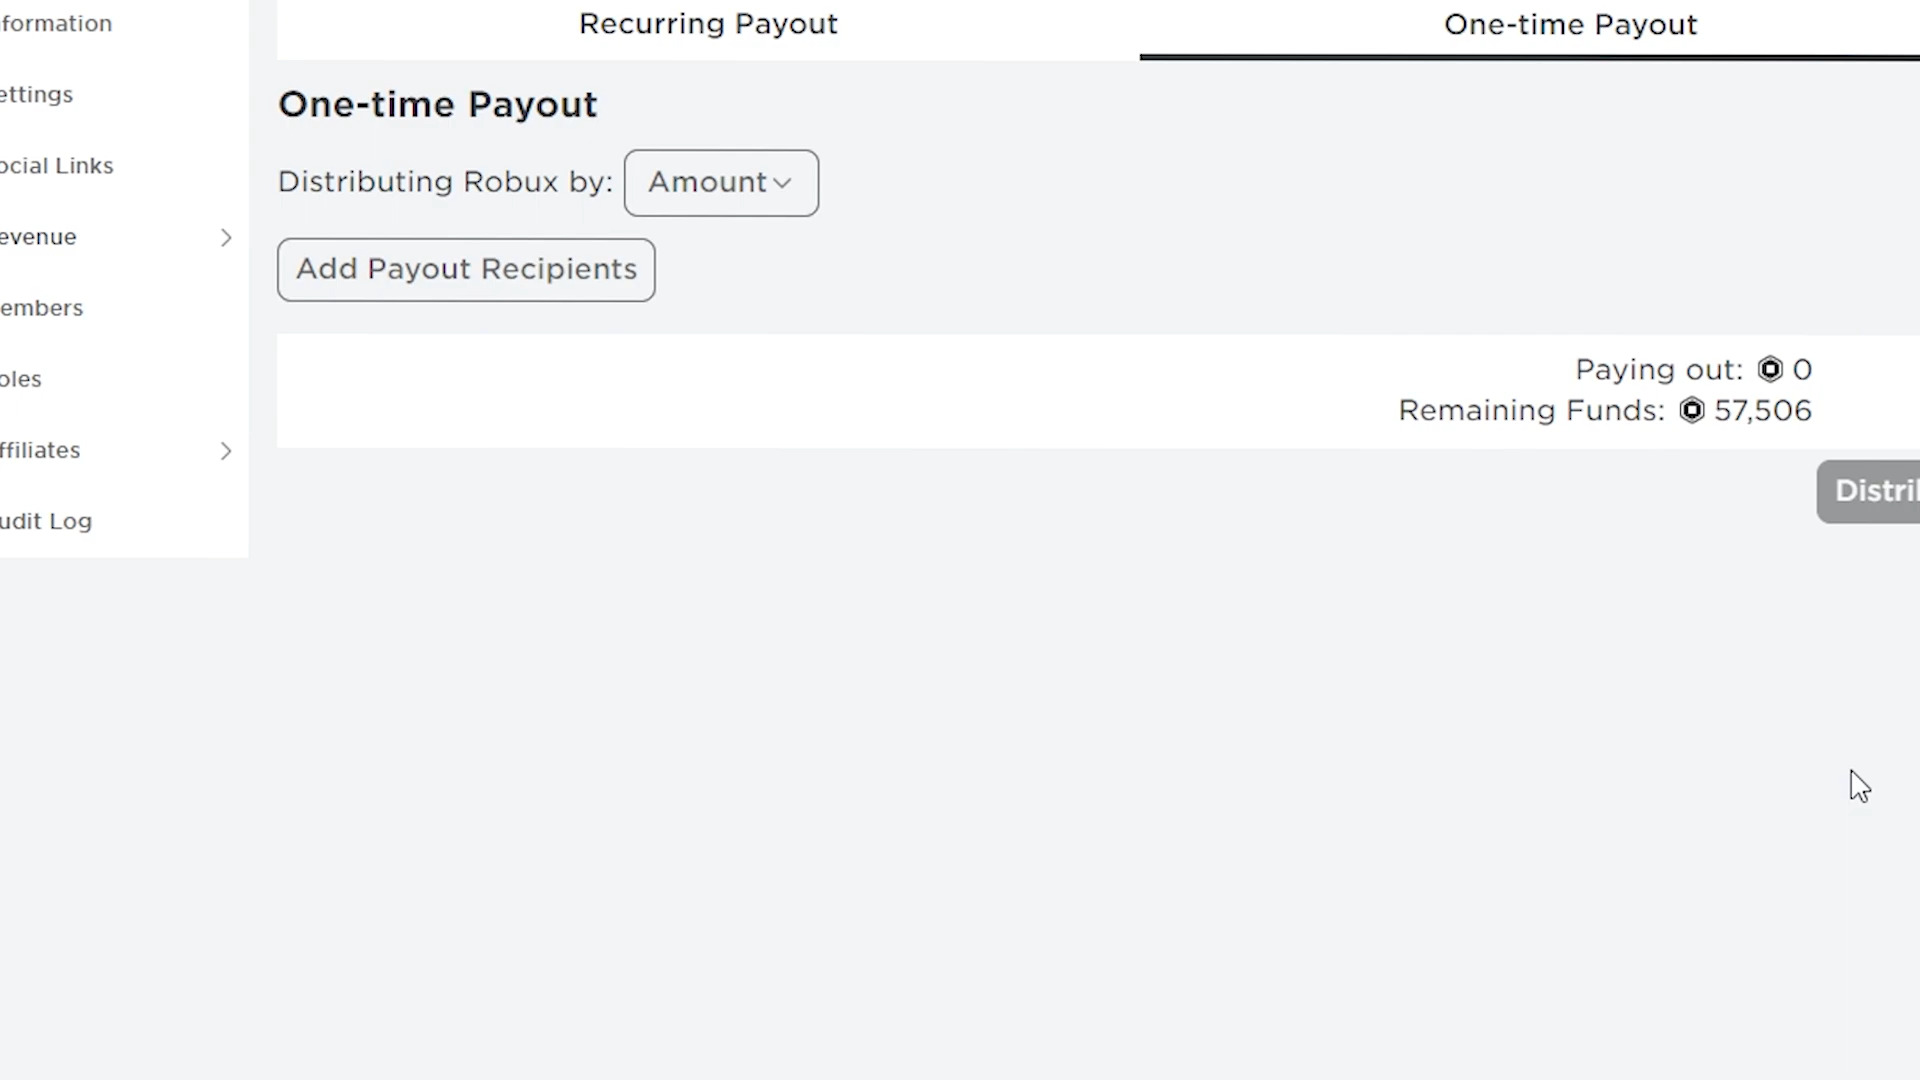 nformation
ettings
ocial Links
evenue
embers
oles
ffiliates
udit Log
Recurring Payout
One-time Payout
One-time Payout
Distributing Robux by: Amount
Add Payout Recipients
Paying out: 0
Remaining Funds: 57,506
Distri